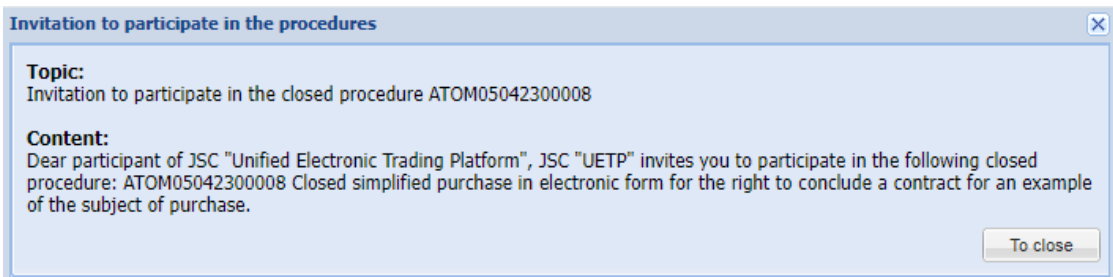 Invitation to participate in the procedures
Topic:
Invitation to participate in the closed procedure ATOM05042300008
Content:
Dear participant of JSC "Unified Electronic Trading Platform", JSC "UETP" invites you to participate in the following closed
procedure: ATOM05042300008 Closed simplified purchase in electronic form for the right to conclude a contract for an example
of the subject of purchase.
To close